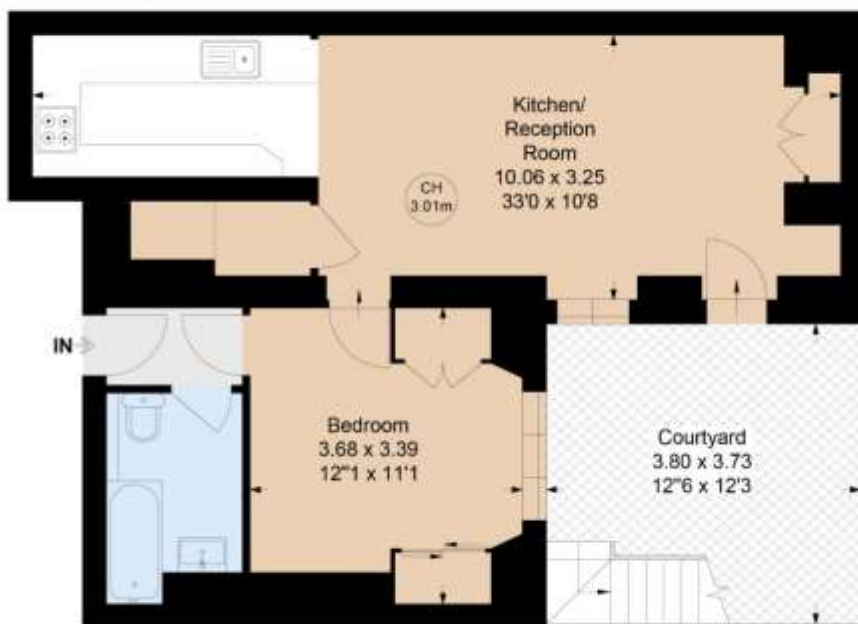 Kitchen/
Reception
Room
10.06 x 3.25
33'0 x 10'8
CH
3.01m
IN
Bedroom
3.68 x 3.39
12"1 x 11'1
Courtyard
3.80 x 3.73
12"6 x 12'3